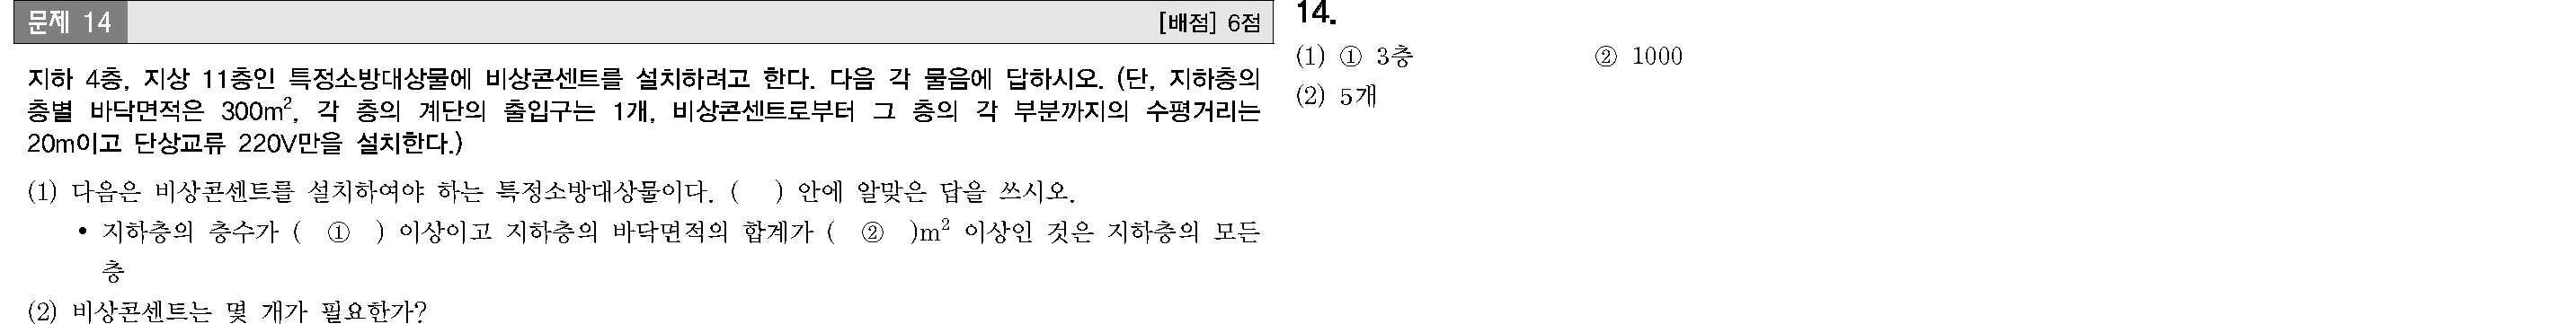 문제 14
[배점] 6점
지하 4층, 지상 11층인 특정소방대상물에 비상콘센트를 설치하려고 한다. 다음 각 물음에 답하시오. (단, 지하층의
층별 바닥면적은 300m², 각 층의 계단의 출입구는 1개, 비상콘센트로부터 그 층의 각 부분까지의 수평거리는
20m이고 단상교류 220V만을 설치한다.)
(1) 다음은 비상콘센트를 설치하여야 하는 특정소방대상물이다. ( ) 안에 알맞은 답을 쓰시오.
• 지하층의 층수가 ( ① ) 이상이고 지하층의 바닥면적의 합계가 ( ② )m² 이상인 것은 지하층의 모든
층
(2) 비상콘센트는 몇 개가 필요한가?
14.
(1) ① 3층 ② 1000
(2) 5개